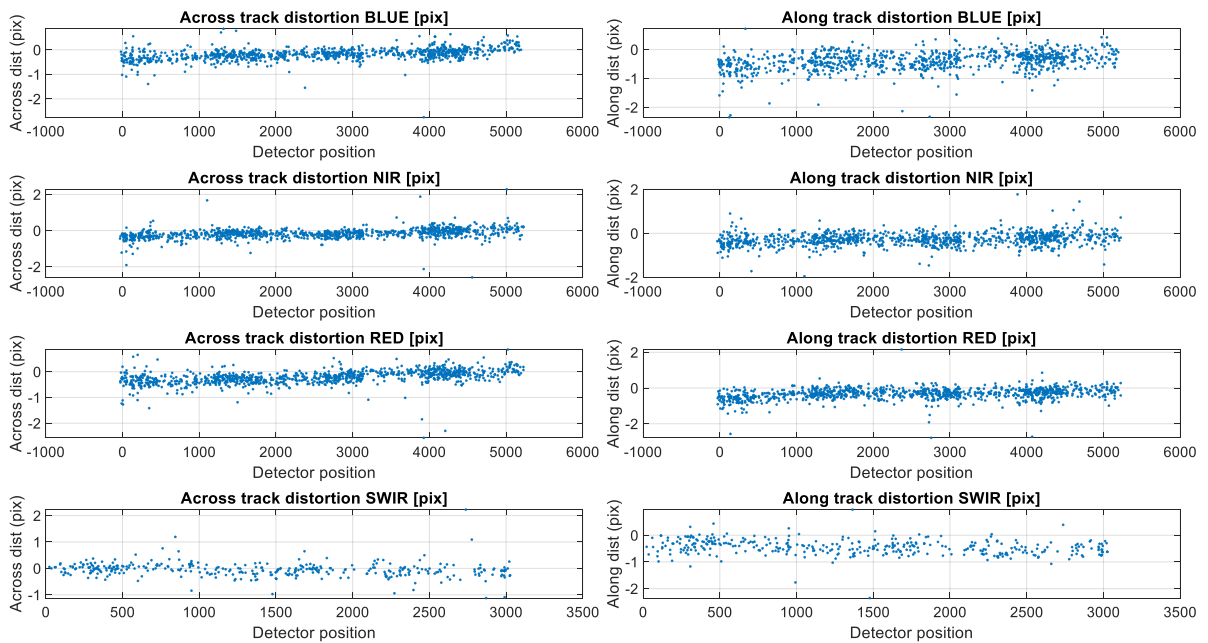 Across track distortion BLUE [pix]
Across dist (pix)
0
-1
-2
-1000 0 1000 2000 3000 4000 5000 6000
Detector position
Along track distortion BLUE [pix]
Along dist (pix)
0
-1
-2
-1000 0 1000 2000 3000 4000 5000 6000
Detector position
Across track distortion NIR [pix]
Across dist (pix)
2
0
-2
-1000 0 1000 2000 3000 4000 5000 6000
Detector position
Along track distortion NIR [pix]
Along dist (pix)
2
0
-2
-1000 0 1000 2000 3000 4000 5000 6000
Detector position
Across track distortion RED [pix]
Across dist (pix)
0
-1
-2
-1000 0 1000 2000 3000 4000 5000 6000
Detector position
Along track distortion RED [pix]
Along dist (pix)
2
0
-2
-1000 0 1000 2000 3000 4000 5000 6000
Detector position
Across track distortion SWIR [pix]
Across dist (pix)
2
1
0
-1
0 500 1000 1500 2000 2500 3000 3500
Detector position
Along track distortion SWIR [pix]
Along dist (pix)
0
-1
-2
0 500 1000 1500 2000 2500 3000 3500
Detector position